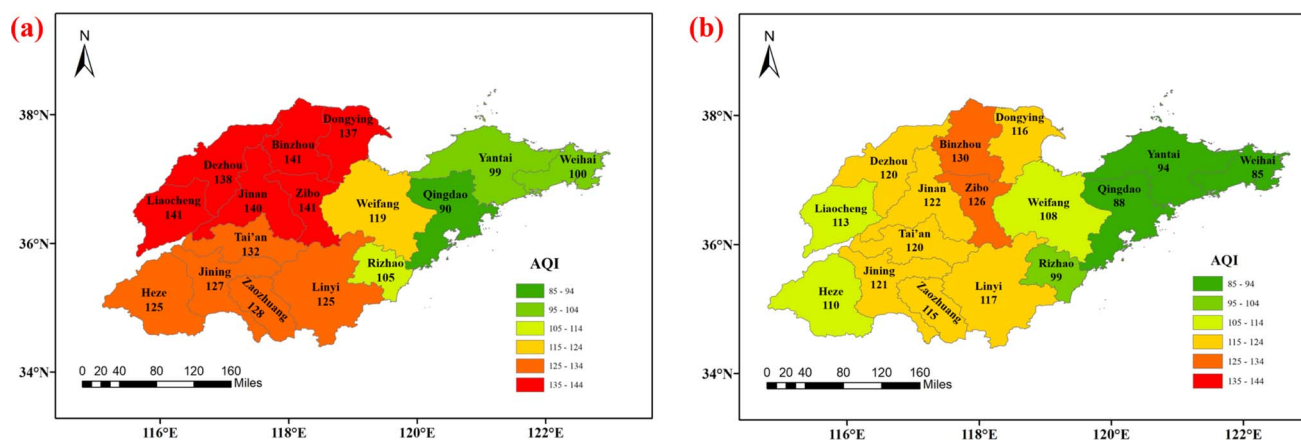 (a)
N
38°N
36°N
34°N
Dongying
137
Binzhou
141
Dezhou
138
Yantai
99
Weihai
100
Liaocheng
141
Jinan
140
Zibo
141
Qingdao
90
Weifang
119
Tai'an
132
Rizhao
105
Jining
127
Heze
125
Zaozhuang
128
Linyi
125
AQI
85 - 94
95 - 104
105 - 114
115 - 124
125 - 134
135 - 144
0 20 40 80 120 160
Miles
116°E 118°E 120°E 122°E
(b)
N
38°N
36°N
34°N
Dongying
116
Binzhou
130
Dezhou
120
Yantai
94
Weihai
85
Jinan
122
Zibo
126
Qingdao
88
Liaocheng
113
Weifang
108
Tai'an
120
Rizhao
99
Jining
121
Heze
110
Zaozhuang
115
Linyi
117
AQI
85 - 94
95 - 104
105 - 114
115 - 124
125 - 134
135 - 144
0 20 40 80 120 160
Miles
116°E 118°E 120°E 122°E